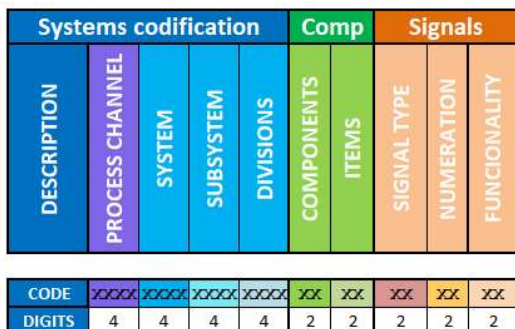 Systems codification Comp Signals
DESCRIPTION PROCESS CHANNEL SYSTEM SUBSYSTEM DIVISIONS COMPONENTS ITEMS SIGNAL TYPE NUMERATION FUNCIONALITY
CODE XXXX XXXX XXXX XXXX XX XX XX XX XX
DIGITS 4 4 4 4 2 2 2 2 2